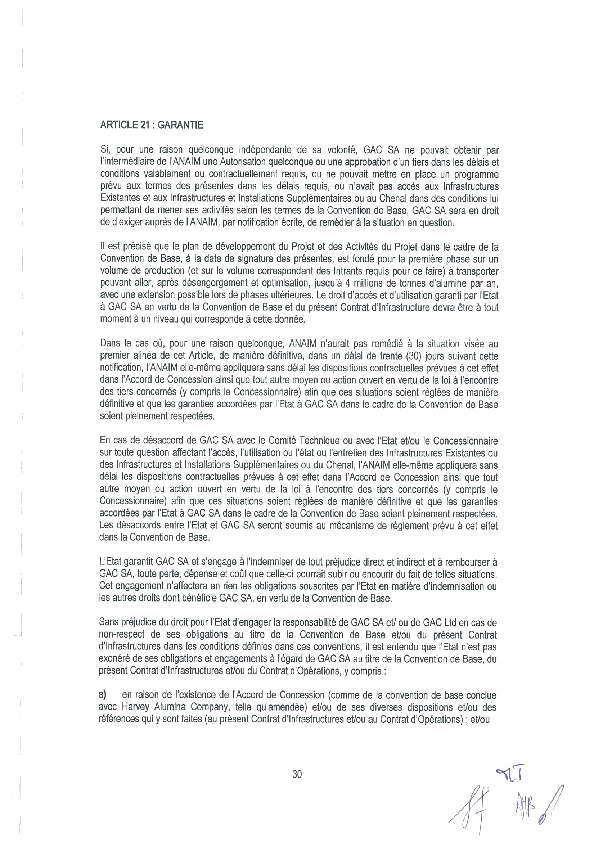 ARTICLE 21 : GARANTIE
Si, pour une raison quelconque indépendante de sa volonté, GAC SA ne pouvait obtenir par
l'intermédiaire de l'ANAIM une Autorisation quelconque ou une approbation d'un tiers dans les délais et
conditions valablement ou contractuellement requis, ou ne pouvait mettre en place un programme
prévu aux termes des présentes dans les délais requis, ou n'avait pas accès aux Infrastructures
Existantes et aux Infrastructures et Installations Supplémentaires ou au Chenal dans des conditions lui
permettant de mener ses activités selon les termes de la Convention de Base, GAC SA sera en droit
de d'exiger auprès de l'ANAIM, par notification écrite, de remédier à la situation en question.
Il est précisé que le plan de développement du Projet et des Activités du Projet dans le cadre de la
Convention de Base, à la date de signature des présentes, est fondé pour la première phase sur un
volume de production (et sur le volume correspondant des Intrants requis pour ce faire) à transporter
pouvant aller, après désengorgement et optimisation, jusqu'à 4 millions de tonnes d'alumine par an,
avec une extension possible lors de phases ultérieures. Le droit d'accès et d'utilisation garanti par l'Etat
à GAC SA en vertu de la Convention de Base et du présent Contrat d'Infrastructure devra être à tout
moment à un niveau qui corresponde à cette donnée.
Dans le cas où, pour une raison quelconque, ANAIM n'aurait pas remédié à la situation visée au
premier alinéa de cet Article, de manière définitive, dans un délai de trente (30) jours suivant cette
notification, l'ANAIM elle-même appliquera sans délai les dispositions contractuelles prévues à cet effet
dans l'Accord de Concession ainsi que tout autre moyen ou action ouvert en vertu de la loi à l'encontre
des tiers concernés (y compris le Concessionnaire) afin que ces situations soient réglées de manière
définitive et que les garanties accordées par l'Etat à GAC SA dans le cadre de la Convention de Base
soient pleinement respectées.
En cas de désaccord de GAC SA avec le Comité Technique ou avec l'Etat et/ou le Concessionnaire
sur toute question affectant l'accès, l'utilisation ou l'état ou l'entretien des Infrastructures Existantes ou
des Infrastructures et Installations Supplémentaires ou du Chenal, l'ANAIM elle-même appliquera sans
délai les dispositions contractuelles prévues à cet effet dans l'Accord de Concession ainsi que tout
autre moyen ou action ouvert en vertu de la loi à l'encontre des tiers concernés (y compris le
Concessionnaire) afin que ces situations soient réglées de manière définitive et que les garanties
accordées par l'Etat à GAC SA dans le cadre de la Convention de Base soient pleinement respectées.
Les désaccords entre l'Etat et GAC SA seront soumis au mécanisme de règlement prévu à cet effet
dans la Convention de Base.
L'Etat garantit GAC SA et s'engage à l'indemniser de tout préjudice direct et indirect et à rembourser à
GAC SA, toute perte, dépense et coût que celle-ci pourrait subir ou encourir du fait de telles situations.
Cet engagement n'affectera en rien les obligations souscrites par l'Etat en matière d'indemnisation ou
les autres droits dont bénéficie GAC SA, en vertu de la Convention de Base.
Sans préjudice du droit pour l'Etat d'engager la responsabilité de GAC SA et/ ou de GAC Ltd en cas de
non-respect de ses obligations au titre de la Convention de Base et/ou du présent Contrat
d'Infrastructures dans les conditions définies dans ces conventions, il est entendu que l'Etat n'est pas
exonéré de ses obligations et engagements à l'égard de GAC SA au titre de la Convention de Base, du
présent Contrat d'Infrastructures et/ou du Contrat d'Opérations, y compris :
a) en raison de l'existence de l'Accord de Concession (comme de la convention de base conclue
avec Harvey Alumina Company, telle qu'amendée) et/ou de ses diverses dispositions et/ou des
références qui y sont faites (au présent Contrat d'Infrastructures et/ou au Contrat d'Opérations) ; et/ou
30